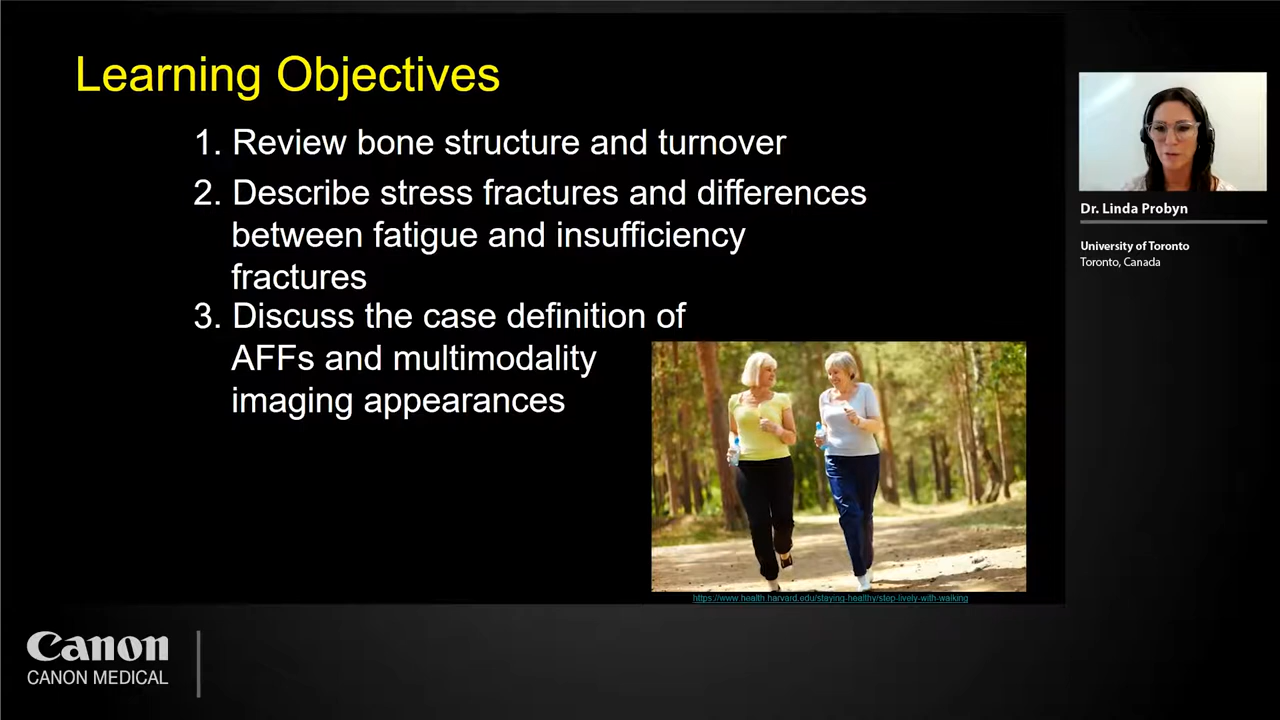 Learning Objectives
1. Review bone structure and turnover
2. Describe stress fractures and differences
between fatigue and insufficiency
fractures
3. Discuss the case definition of
AFFs and multimodality
imaging appearances
https://www.health.harvard.edu/staying-healthy/step-lively-with-walking
Dr. Linda Probyn
University of Toronto
Toronto, Canada
Canon
CANON MEDICAL